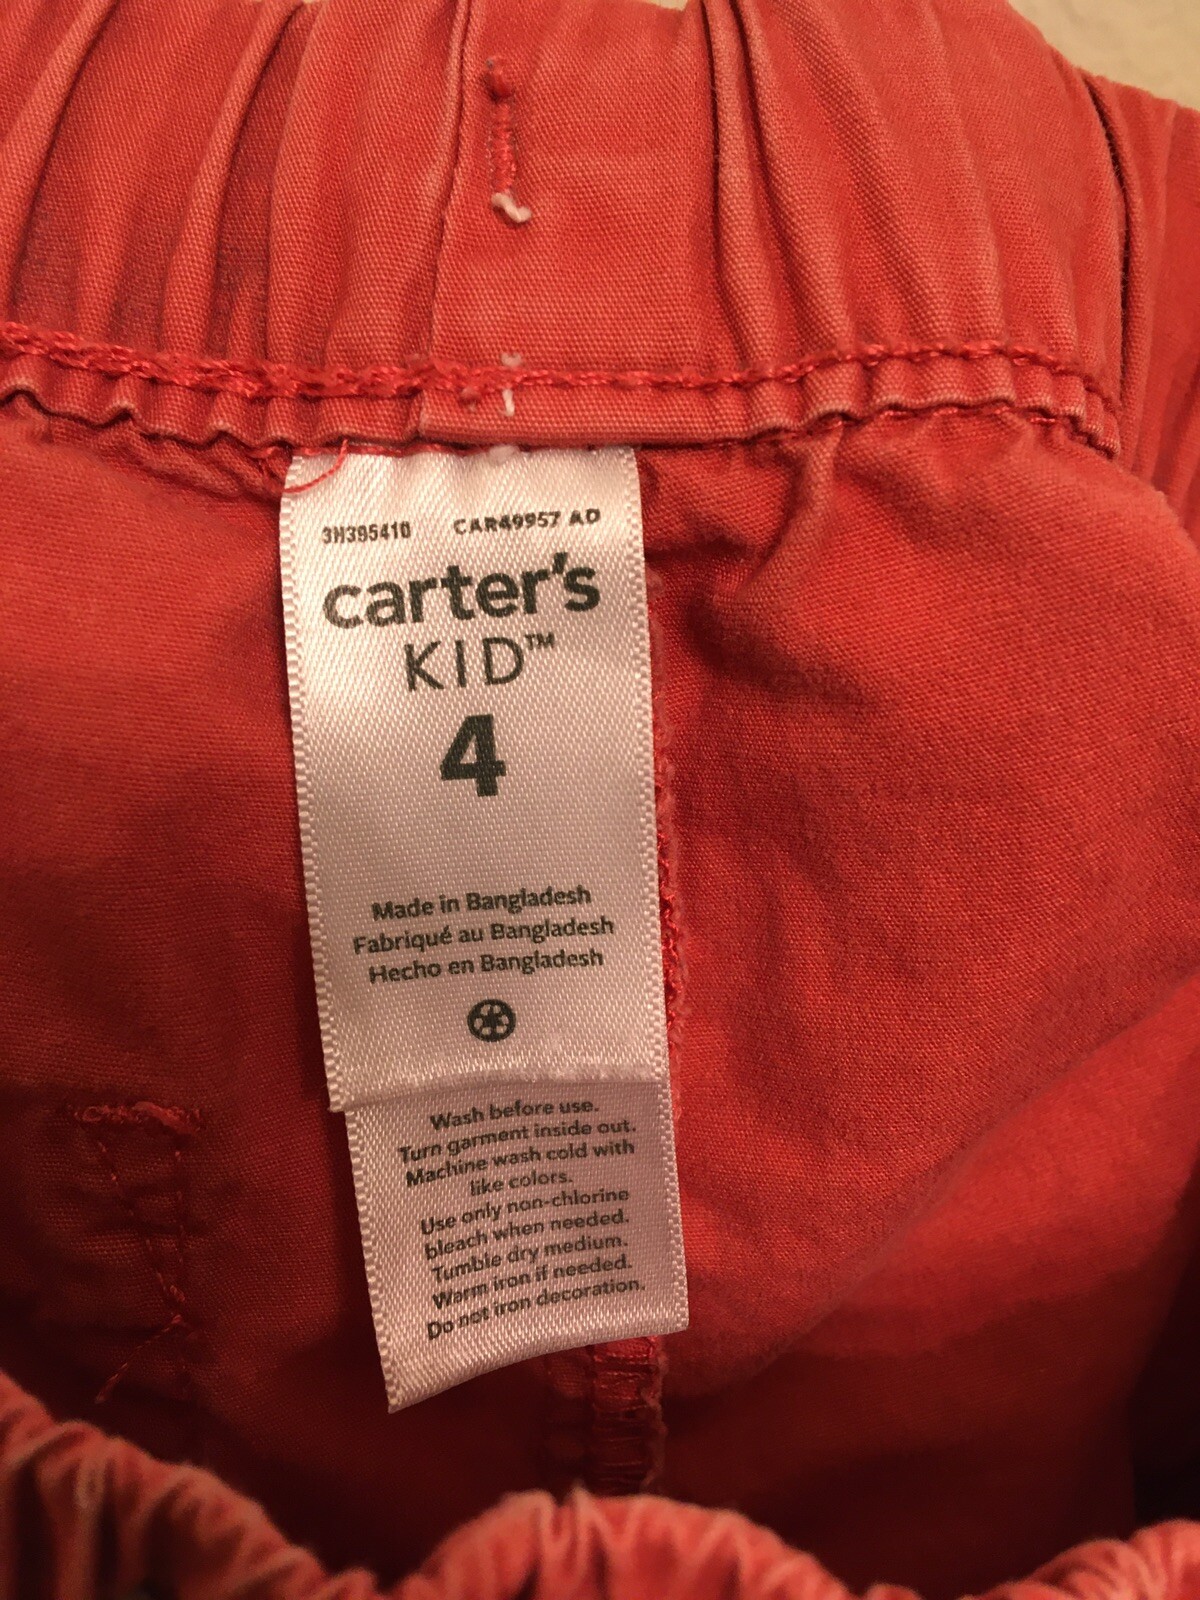 3H395410 CAR49957 AD
carter's
KID™
4
Made in Bangladesh
Fabriqué au Bangladesh
Hecho en Bangladesh
Wash before use.
Turn garment inside out.
Machine wash cold with
like colors.
Use only non-chlorine
bleach when needed.
Tumble dry medium.
Warm iron if needed.
Do not iron decoration.